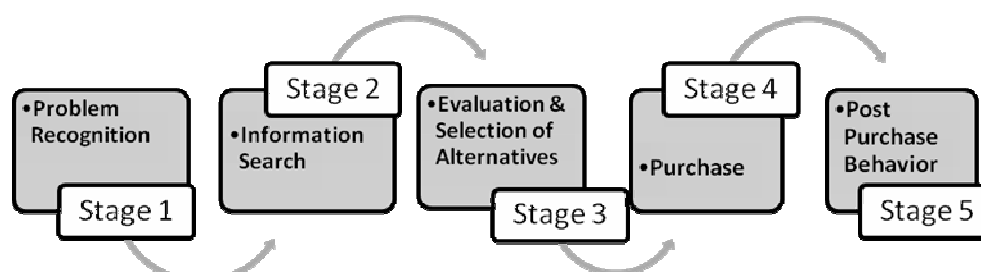 •Problem
Recognition
Stage 1
Stage 2
•Information
Search
•Evaluation &
Selection of
Alternatives
Stage 3
Stage 4
•Purchase
•Post
Purchase
Behavior
Stage 5